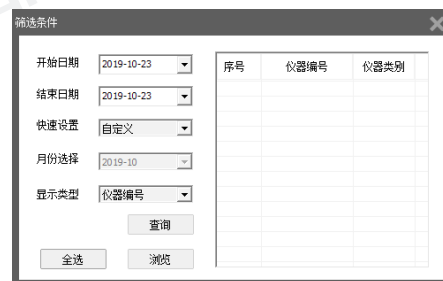 筛选条件
开始日期 2019-10-23
结束日期 2019-10-23
快速设置 自定义
月份选择 2019-10
显示类型 仪器编号
查询
全选 浏览
序号 仪器编号 仪器类别